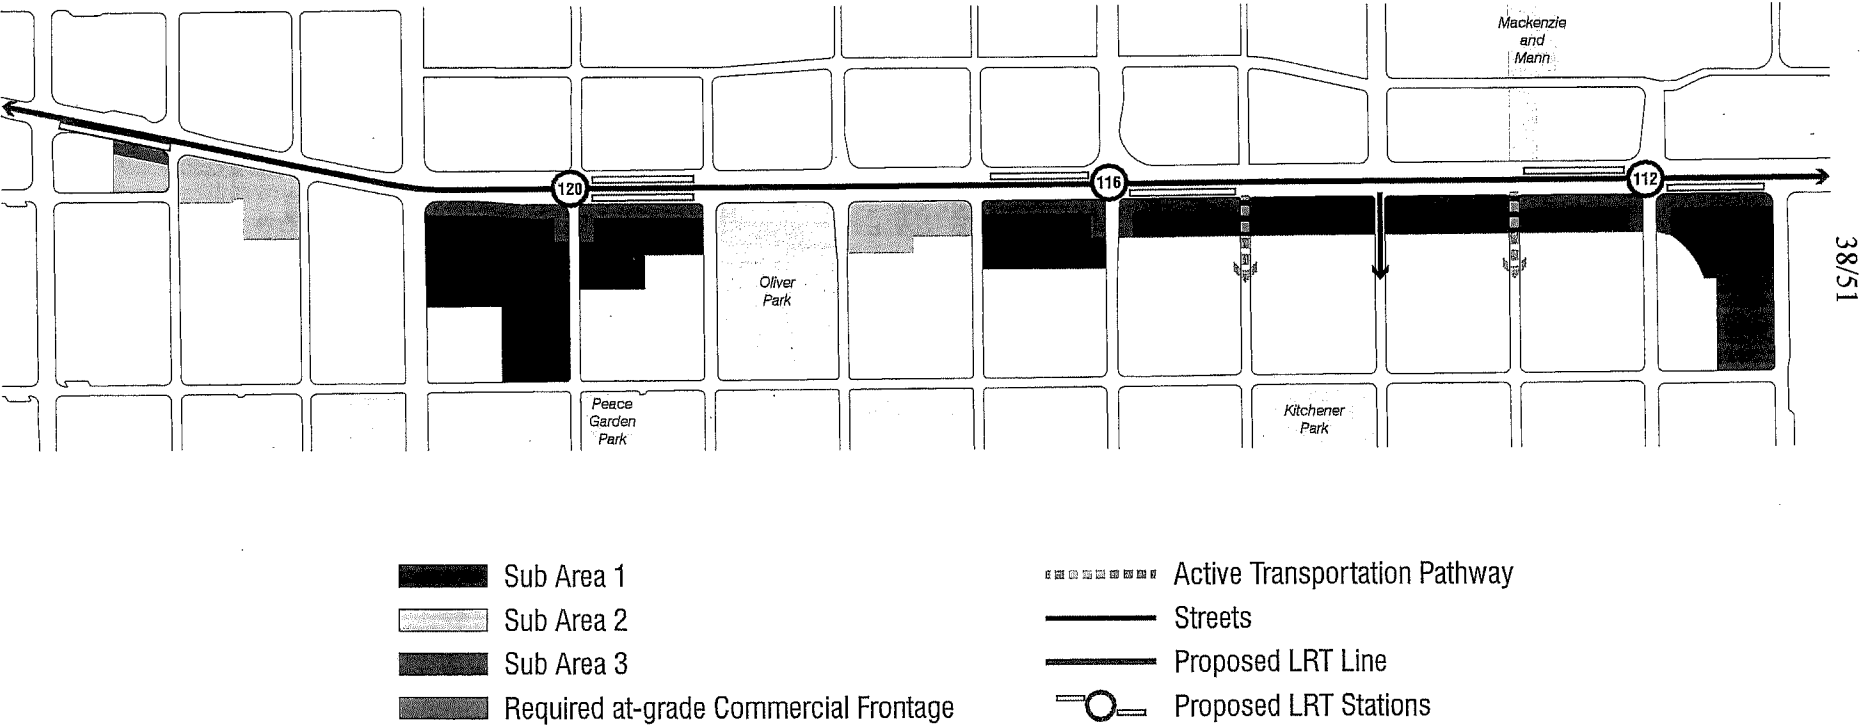 Mackenzie
and
Mann
120
116
112
Oliver
Park
38/51
Peace
Garden
Park
Kitchener
Park
Sub Area 1
Sub Area 2
Sub Area 3
Required at-grade Commercial Frontage
Active Transportation Pathway
Streets
Proposed LRT Line
Proposed LRT Stations